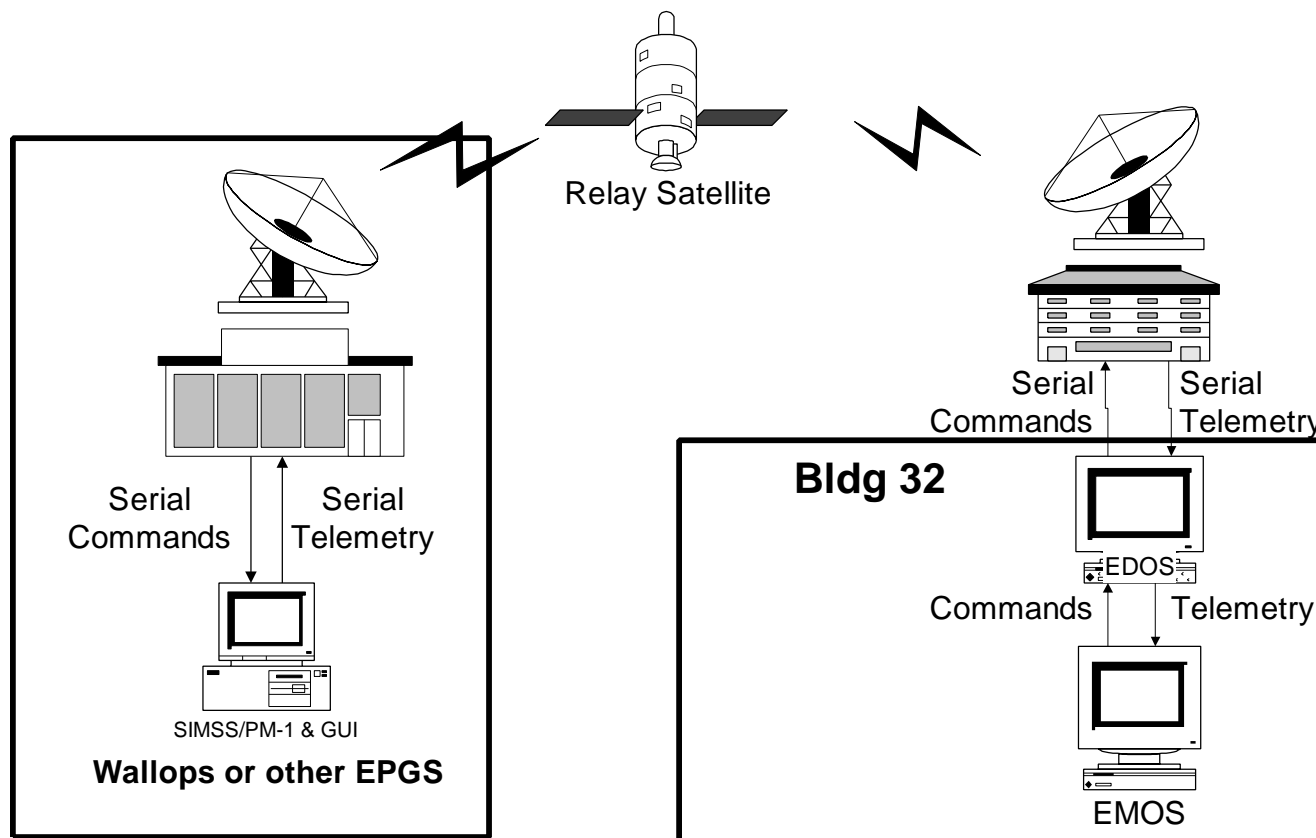 Relay Satellite
Serial
Commands
Serial
Telemetry
SIMSS/PM-1 & GUI
Wallops or other EPGS
Serial
Commands
Serial
Telemetry
Bldg 32
EDOS
Commands
Telemetry
EMOS